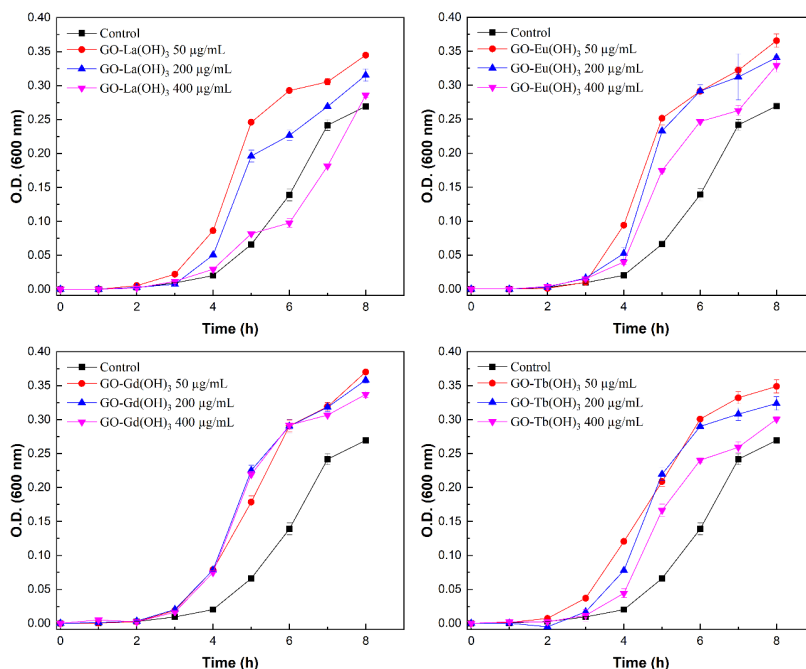 Control
GO-La(OH)3 50 µg/mL
GO-La(OH)3 200 µg/mL
GO-La(OH)3 400 µg/mL
O.D. (600 nm)
0.40
0.35
0.30
0.25
0.20
0.15
0.10
0.05
0.00
0 2 4 6 8
Time (h)
Control
GO-Eu(OH)3 50 µg/mL
GO-Eu(OH)3 200 µg/mL
GO-Eu(OH)3 400 µg/mL
O.D. (600 nm)
0.40
0.35
0.30
0.25
0.20
0.15
0.10
0.05
0.00
0 2 4 6 8
Time (h)
Control
GO-Gd(OH)3 50 µg/mL
GO-Gd(OH)3 200 µg/mL
GO-Gd(OH)3 400 µg/mL
O.D. (600 nm)
0.40
0.35
0.30
0.25
0.20
0.15
0.10
0.05
0.00
0 2 4 6 8
Time (h)
Control
GO-Tb(OH)3 50 µg/mL
GO-Tb(OH)3 200 µg/mL
GO-Tb(OH)3 400 µg/mL
O.D. (600 nm)
0.40
0.35
0.30
0.25
0.20
0.15
0.10
0.05
0.00
0 2 4 6 8
Time (h)